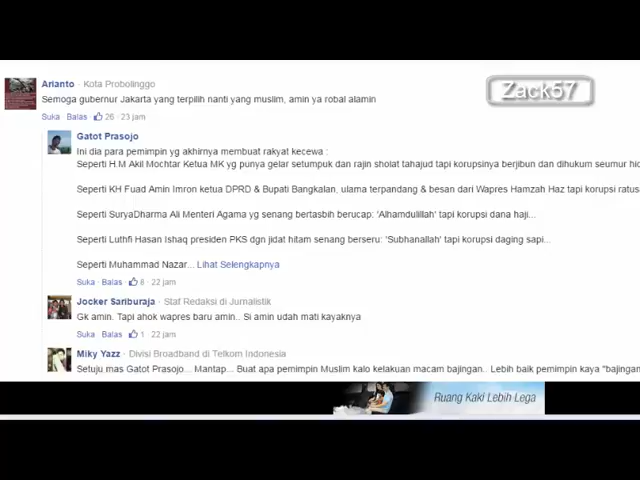 Zack57
Arianto · Kota Probolinggo
Semoga gubernur Jakarta yang terpilih nanti yang muslim, amin ya robal alamin
Suka · Balas · 26 · 23 jam
Gatot Prasojo
Ini dia para pemimpin yg akhirnya membuat rakyat kecewa :
Seperti H.M Akil Mochtar Ketua MK yg punya gelar setumpuk dan rajin sholat tahajud tapi korupsinya berjibun dan dihukum seumur
Seperti KH Fuad Amin Imron ketua DPRD & Bupati Bangkalan, ulama terpandang & besan dari Wapres Hamzah Haz tapi korupsi
Seperti SuryaDharma Ali Menteri Agama yg senang bertasbih berucap: 'Alhamdulillah' tapi korupsi dana haji...
Seperti Luthfi Hasan Ishaq presiden PKS dgn jidat hitam senang berseru: 'Subhanallah' tapi korupsi daging sapi...
Seperti Muhammad Nazar... Lihat Selengkapnya
Suka · Balas · 8 · 22 jam
Jocker Sariburaja · Staf Redaksi di Jurnalistik
Gk amin. Tapi ahok wapres baru amin.. Si amin udah mati kayaknya
Suka · Balas · 1 · 22 jam
Miky Yazz · Divisi Broadband di Telkom Indonesia
Setuju mas Gatot Prasojo... Mantap... Buat apa pemimpin Muslim kalo kelakuan macam bajingan.. Lebih baik pemimpin kaya "bajingan
Ruang Kaki Lebih Lega